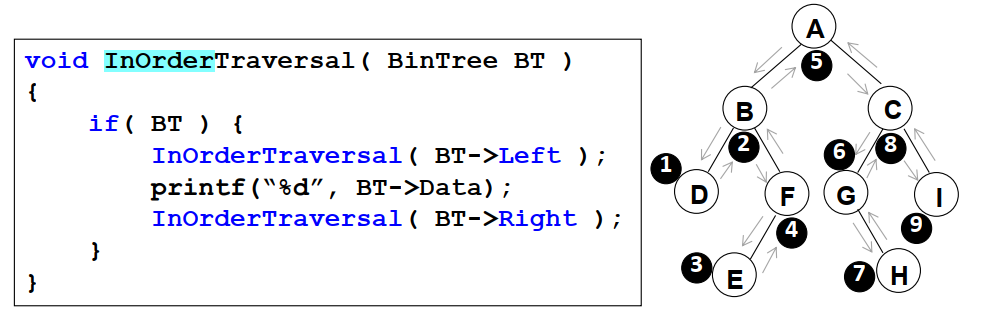 void InOrderTraversal( BinTree BT )
{
if( BT ) {
InOrderTraversal( BT->Left );
printf(“%d”, BT->Data);
InOrderTraversal( BT->Right );
}
}
A
5
B
C
2
6
8
1
D
F
G
I
4
9
3
E
7
H